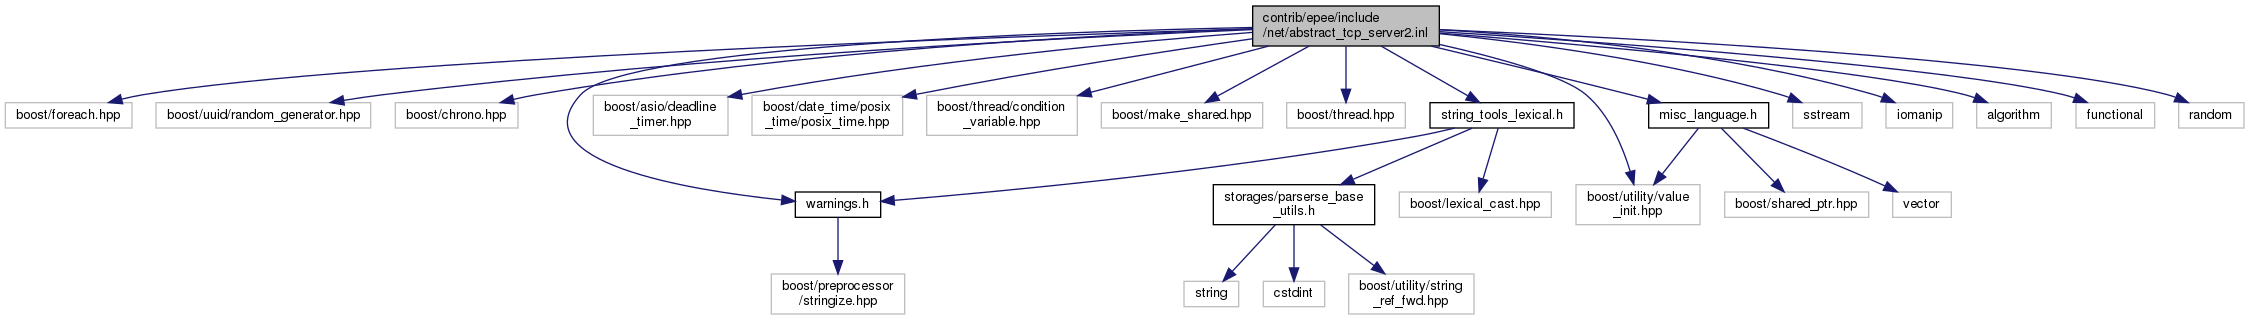 contrib/epee/include
/net/abstract_tcp_server2.inl
boost/foreach.hpp
boost/uuid/random_generator.hpp
boost/chrono.hpp
boost/asio/deadline
_timer.hpp
boost/date_time/posix
_time/posix_time.hpp
boost/thread/condition
_variable.hpp
boost/make_shared.hpp
boost/thread.hpp
string_tools_lexical.h
misc_language.h
sstream
iomanip
algorithm
functional
random
warnings.h
storages/parserse_base
_utils.h
boost/lexical_cast.hpp
boost/utility/value
_init.hpp
boost/shared_ptr.hpp
vector
boost/preprocessor
/stringize.hpp
string
cstdint
boost/utility/string
_ref_fwd.hpp